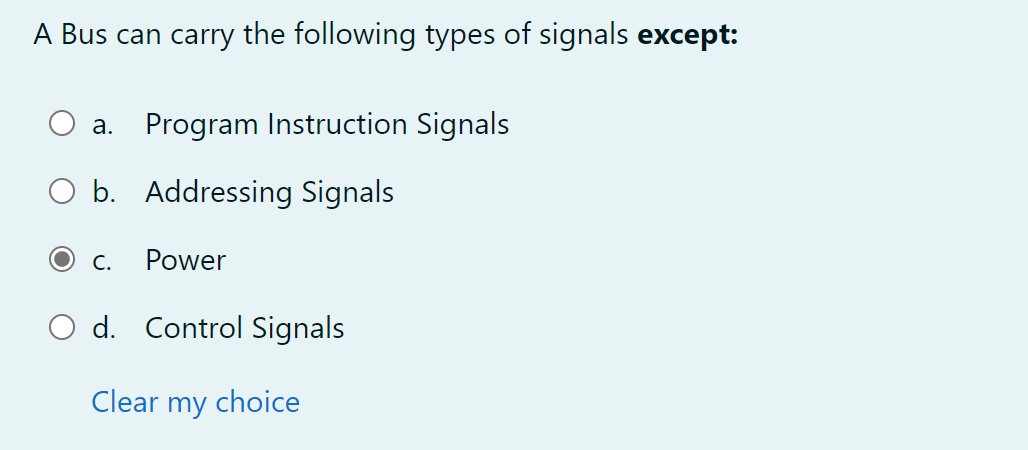 A Bus can carry the following types of signals except:
a. Program Instruction Signals
b. Addressing Signals
c. Power
d. Control Signals
Clear my choice